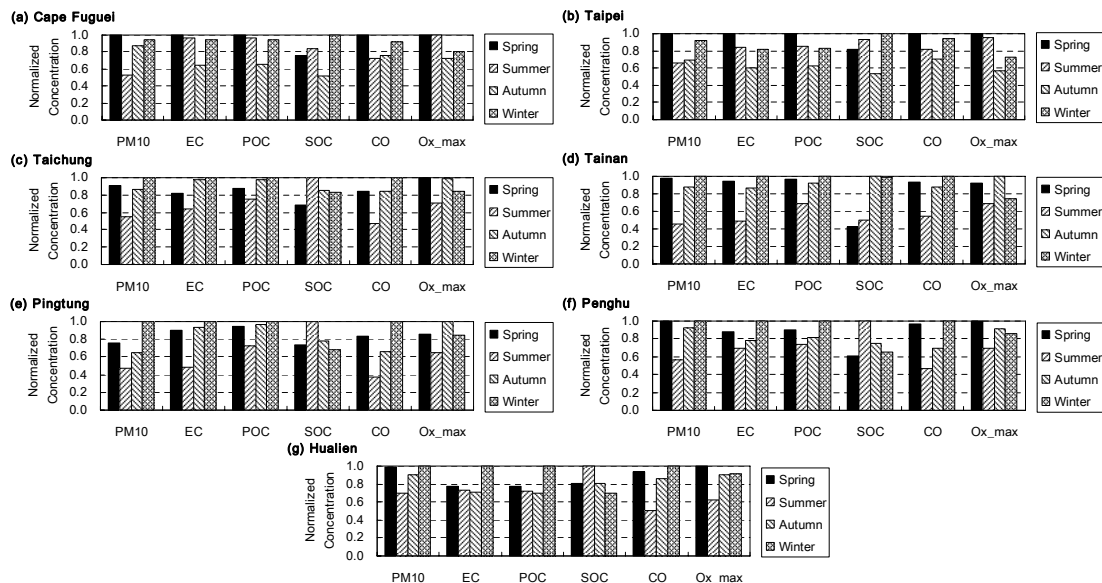 (a) Cape Fuguei
Normalized
Concentration
1.0
0.8
0.6
0.4
0.2
0.0
PM10 EC POC SOC CO Ox_max
Spring
Summer
Autumn
Winter
(b) Taipei
Normalized
Concentration
1.0
0.8
0.6
0.4
0.2
0.0
PM10 EC POC SOC CO Ox_max
Spring
Summer
Autumn
Winter
(c) Taichung
Normalized
Concentration
1.0
0.8
0.6
0.4
0.2
0.0
PM10 EC POC SOC CO Ox_max
Spring
Summer
Autumn
Winter
(d) Tainan
Normalized
Concentration
1.0
0.8
0.6
0.4
0.2
0.0
PM10 EC POC SOC CO Ox_max
Spring
Summer
Autumn
Winter
(e) Pingtung
Normalized
Concentration
1.0
0.8
0.6
0.4
0.2
0.0
PM10 EC POC SOC CO Ox_max
Spring
Summer
Autumn
Winter
(f) Penghu
Normalized
Concentration
1.0
0.8
0.6
0.4
0.2
0.0
PM10 EC POC SOC CO Ox_max
Spring
Summer
Autumn
Winter
(g) Hualien
Normalized
Concentration
1.0
0.8
0.6
0.4
0.2
0.0
PM10 EC POC SOC CO Ox_max
Spring
Summer
Autumn
Winter